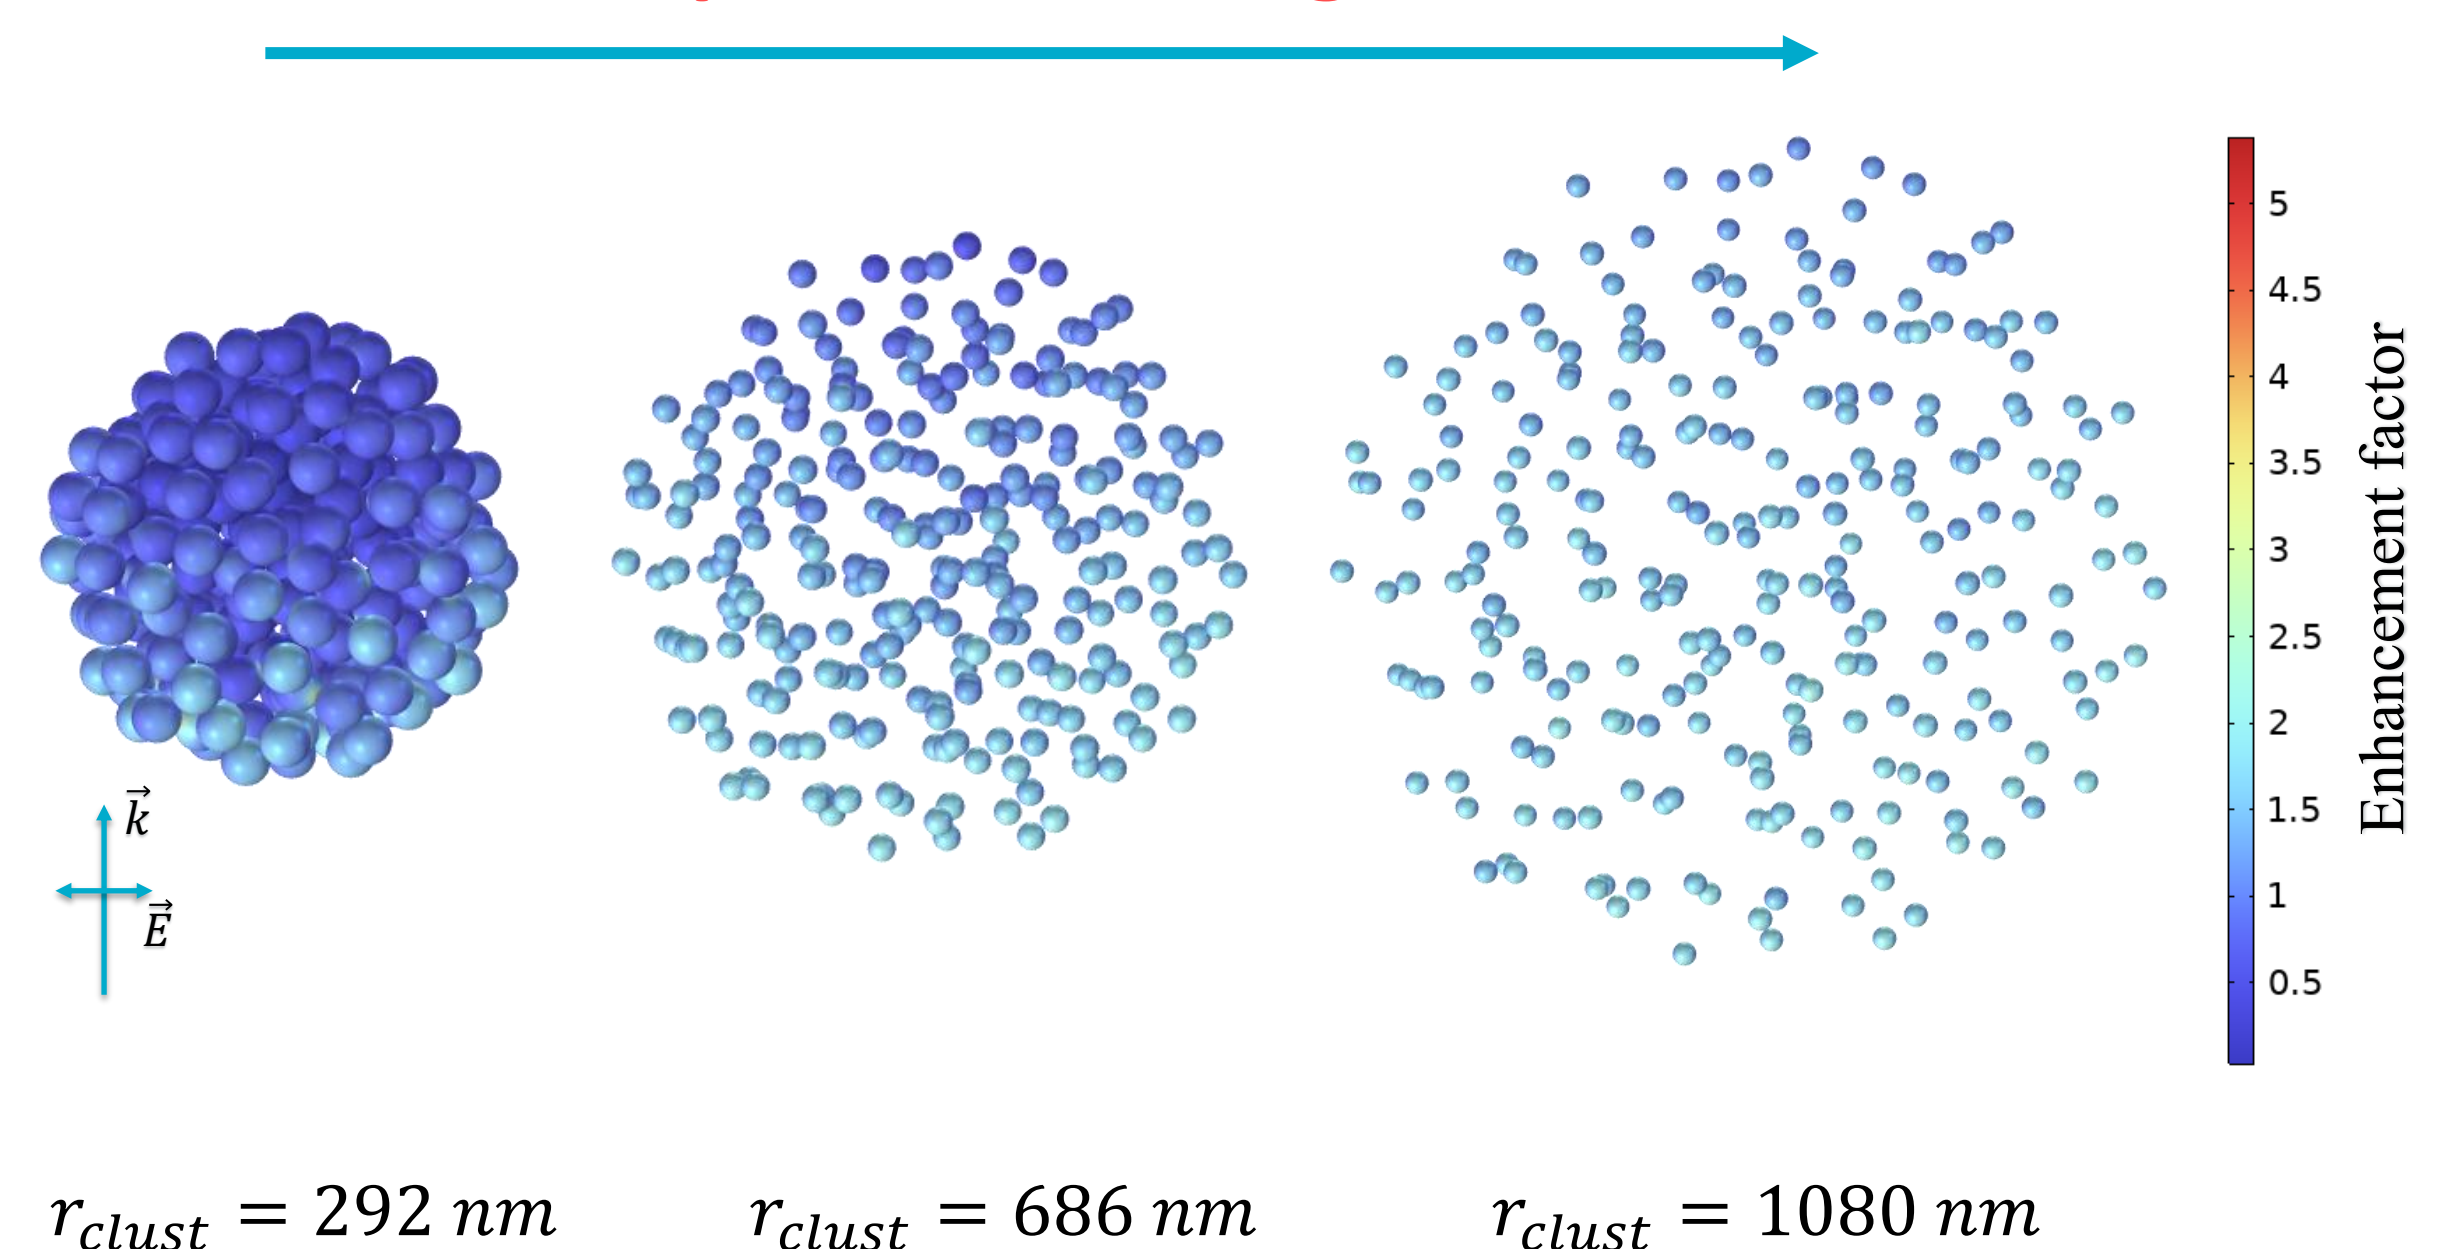 5
4.5
4
3.5
3
2.5
2
1.5
1
0.5
Enhancement factor
k⃗
E⃗
r_clust = 292 nm
r_clust = 686 nm
r_clust = 1080 nm